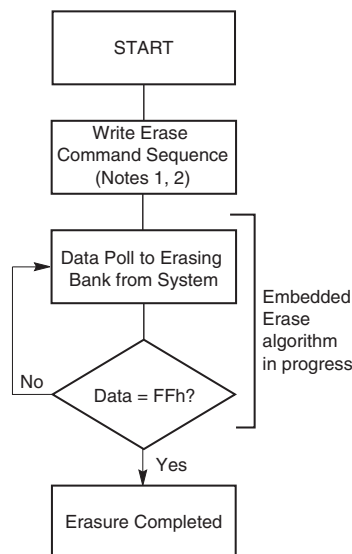 START
Write Erase
Command Sequence
(Notes 1, 2)
Data Poll to Erasing
Bank from System
Embedded
Erase
algorithm
in progress
No
Data = FFh?
Yes
Erasure Completed